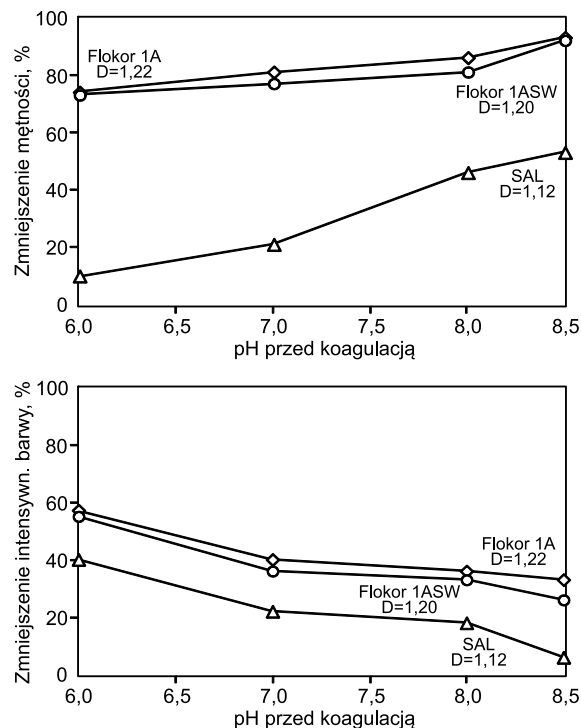 Zmniejszenie mętności, %
100
80
60
40
20
0
Flokor 1A
D=1,22
Flokor 1ASW
D=1,20
SAL
D=1,12
6,0 6,5 7,0 7,5 8,0 8,5
pH przed koagulacją
Zmniejszenie intensywn. barwy, %
100
80
60
40
20
0
Flokor 1A
D=1,22
Flokor 1ASW
D=1,20
SAL
D=1,12
6,0 6,5 7,0 7,5 8,0 8,5
pH przed koagulacją